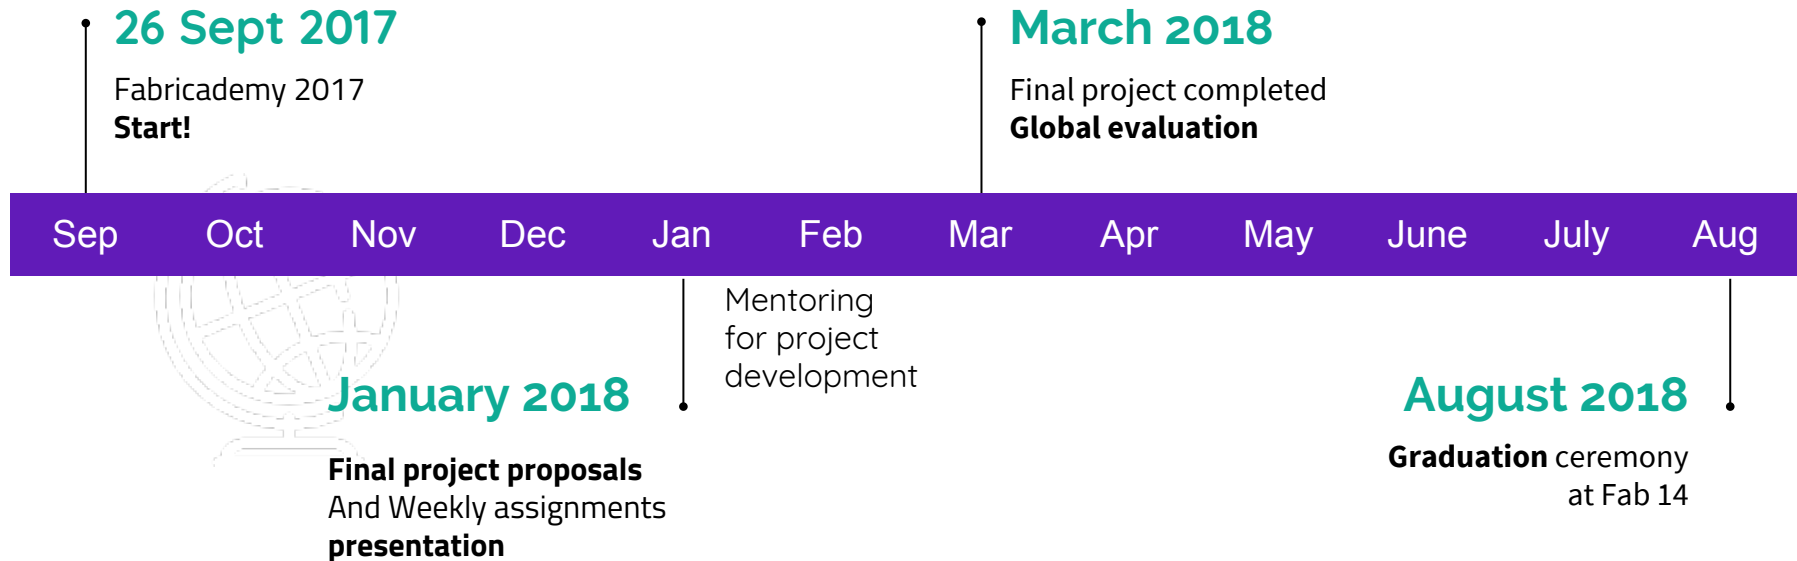 26 Sept 2017
Fabricademy 2017
Start!
March 2018
Final project completed
Global evaluation
Sep Oct Nov Dec Jan Feb Mar Apr May June July Aug
Mentoring
for project
development
January 2018
Final project proposals
And Weekly assignments
presentation
August 2018
Graduation ceremony
at Fab 14